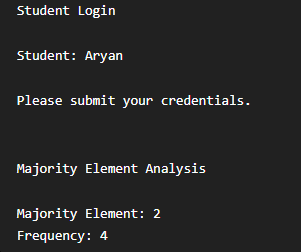 Student Login
Student: Aryan
Please submit your credentials.
Majority Element Analysis
Majority Element: 2
Frequency: 4